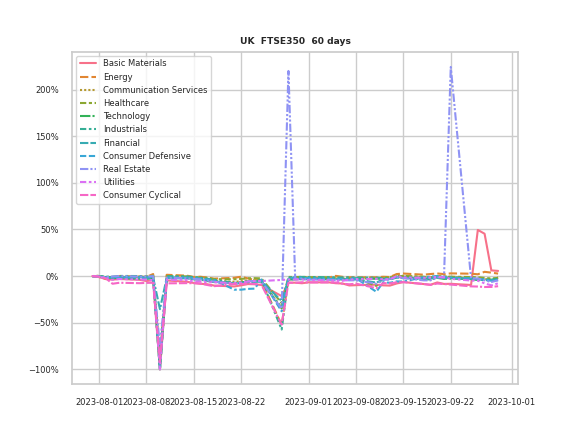 UK FTSE350 60 days
Basic Materials
Energy
Communication Services
Healthcare
Technology
Industrials
Financial
Consumer Defensive
Real Estate
Utilities
Consumer Cyclical
200%
150%
100%
50%
0%
−50%
−100%
2023-08-01 2023-08-08 2023-08-15 2023-08-22 2023-09-01 2023-09-08 2023-09-15 2023-09-22 2023-10-01